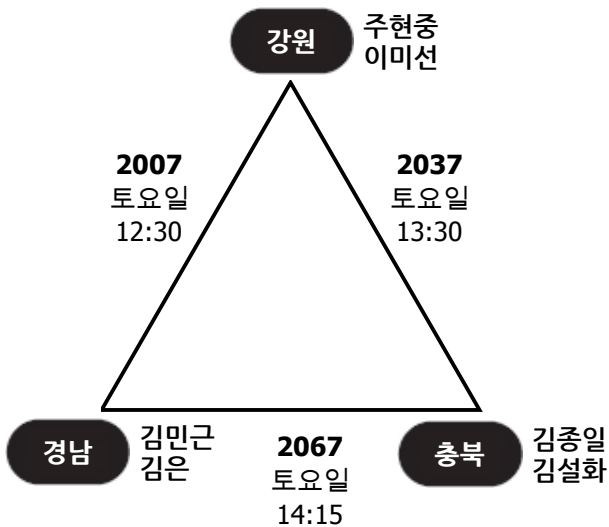 강원
주현중
이미선
2007
토요일
12:30
2037
토요일
13:30
경남
김민근
김은
2067
토요일
14:15
충북
김종일
김설화